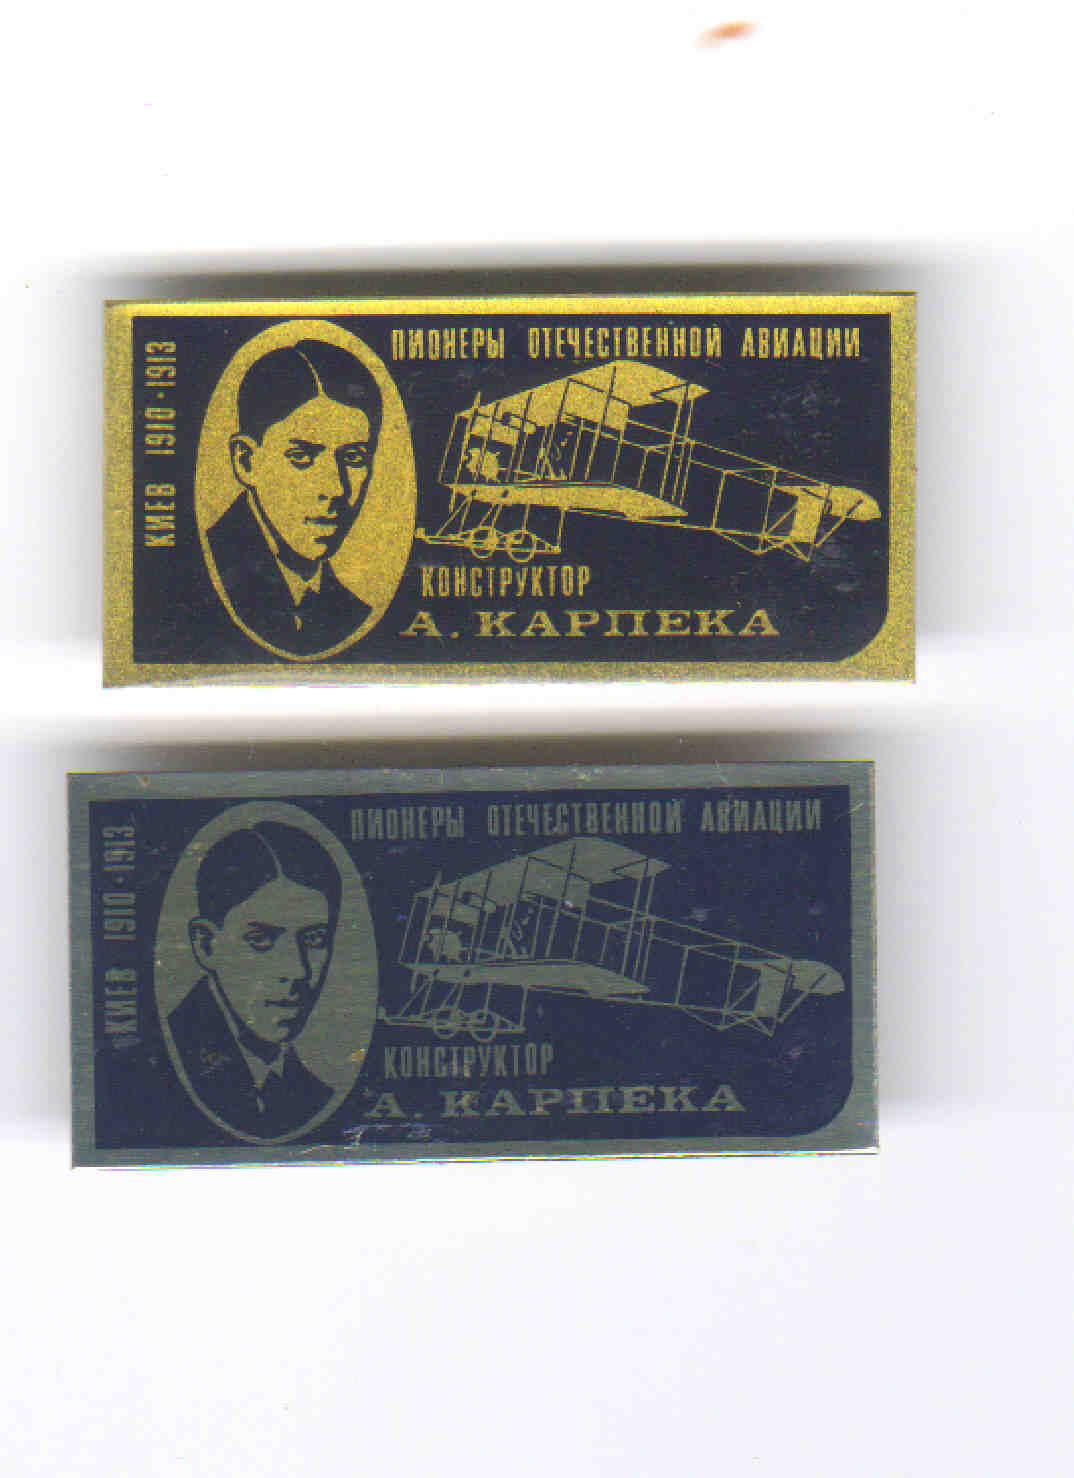 ПИОНЕРЫ ОТЕЧЕСТВЕННОЙ АВИАЦИИ
КИЕВ 1910·1913
КОНСТРУКТОР
А. КАРПЕКА
ПИОНЕРЫ ОТЕЧЕСТВЕННОЙ АВИАЦИИ
КИЕВ 1910·1913
КОНСТРУКТОР
А. КАРПЕКА